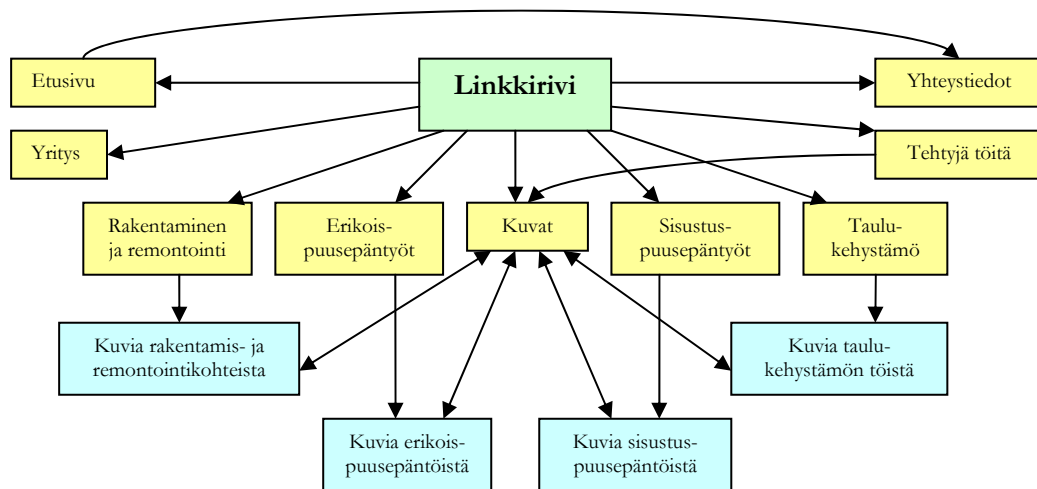 Etusivu
Linkkirivi
Yhteystiedot
Yritys
Tehtyjä töitä
Rakentaminen
ja remontointi
Erikois-
puusepäntyöt
Kuvat
Sisustus-
puusepäntyöt
Taulu-
kehystämö
Kuvia rakentamis- ja
remontointikohteista
Kuvia taulu-
kehystämön töistä
Kuvia erikois-
puusepäntöistä
Kuvia sisustus-
puusepäntöistä